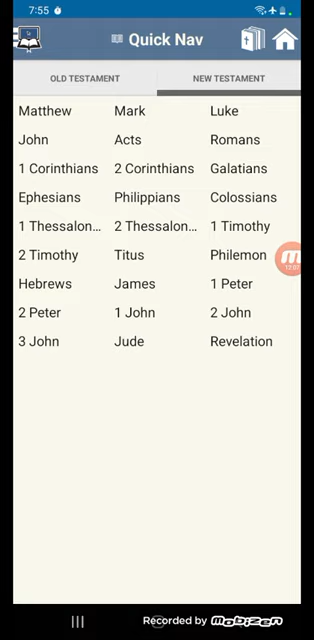 7:55
Quick Nav
OLD TESTAMENT NEW TESTAMENT
Matthew Mark Luke
John Acts Romans
1 Corinthians 2 Corinthians Galatians
Ephesians Philippians Colossians
1 Thessalon... 2 Thessalon... 1 Timothy
2 Timothy Titus Philemon
Hebrews James 1 Peter
2 Peter 1 John 2 John
3 John Jude Revelation
Recorded by MOBIZEN